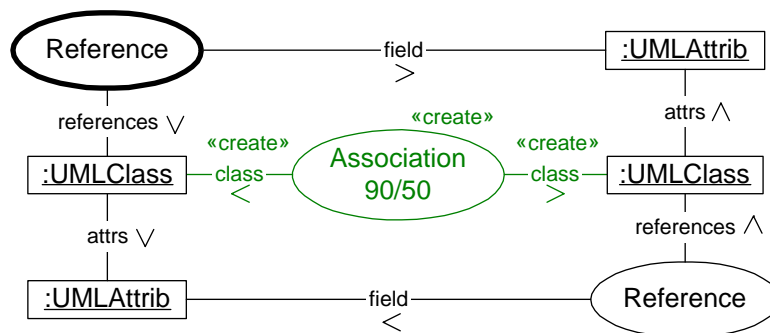 Reference
field
>
:UMLAttrib
references ∨
attrs ∧
«create»
«create»
«create»
:UMLClass
class
<
Association
90/50
class
>
:UMLClass
attrs ∨
references ∧
:UMLAttrib
field
<
Reference